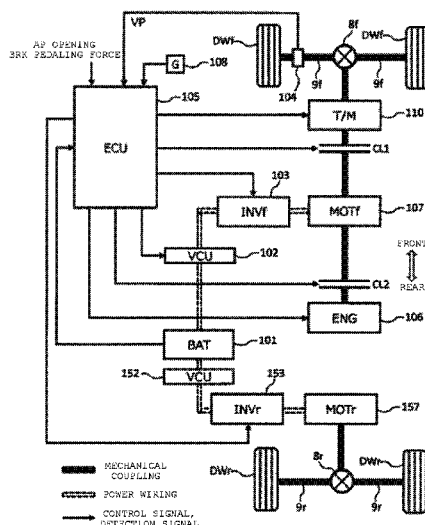 VP
8f
DWf
DWf
9f
9f
104
AP OPENING
BRK PEDALING FORCE
G
108
105
ECU
T/M
110
CL1
103
INVf
MOTf
107
FRONT
REAR
VCU
102
CL2
ENG
106
BAT
101
152
VCU
153
INVr
MOTr
157
8r
DWr
DWr
9r
9r
MECHANICAL
COUPLING
POWER WIRING
CONTROL SIGNAL,
DETECTION SIGNAL